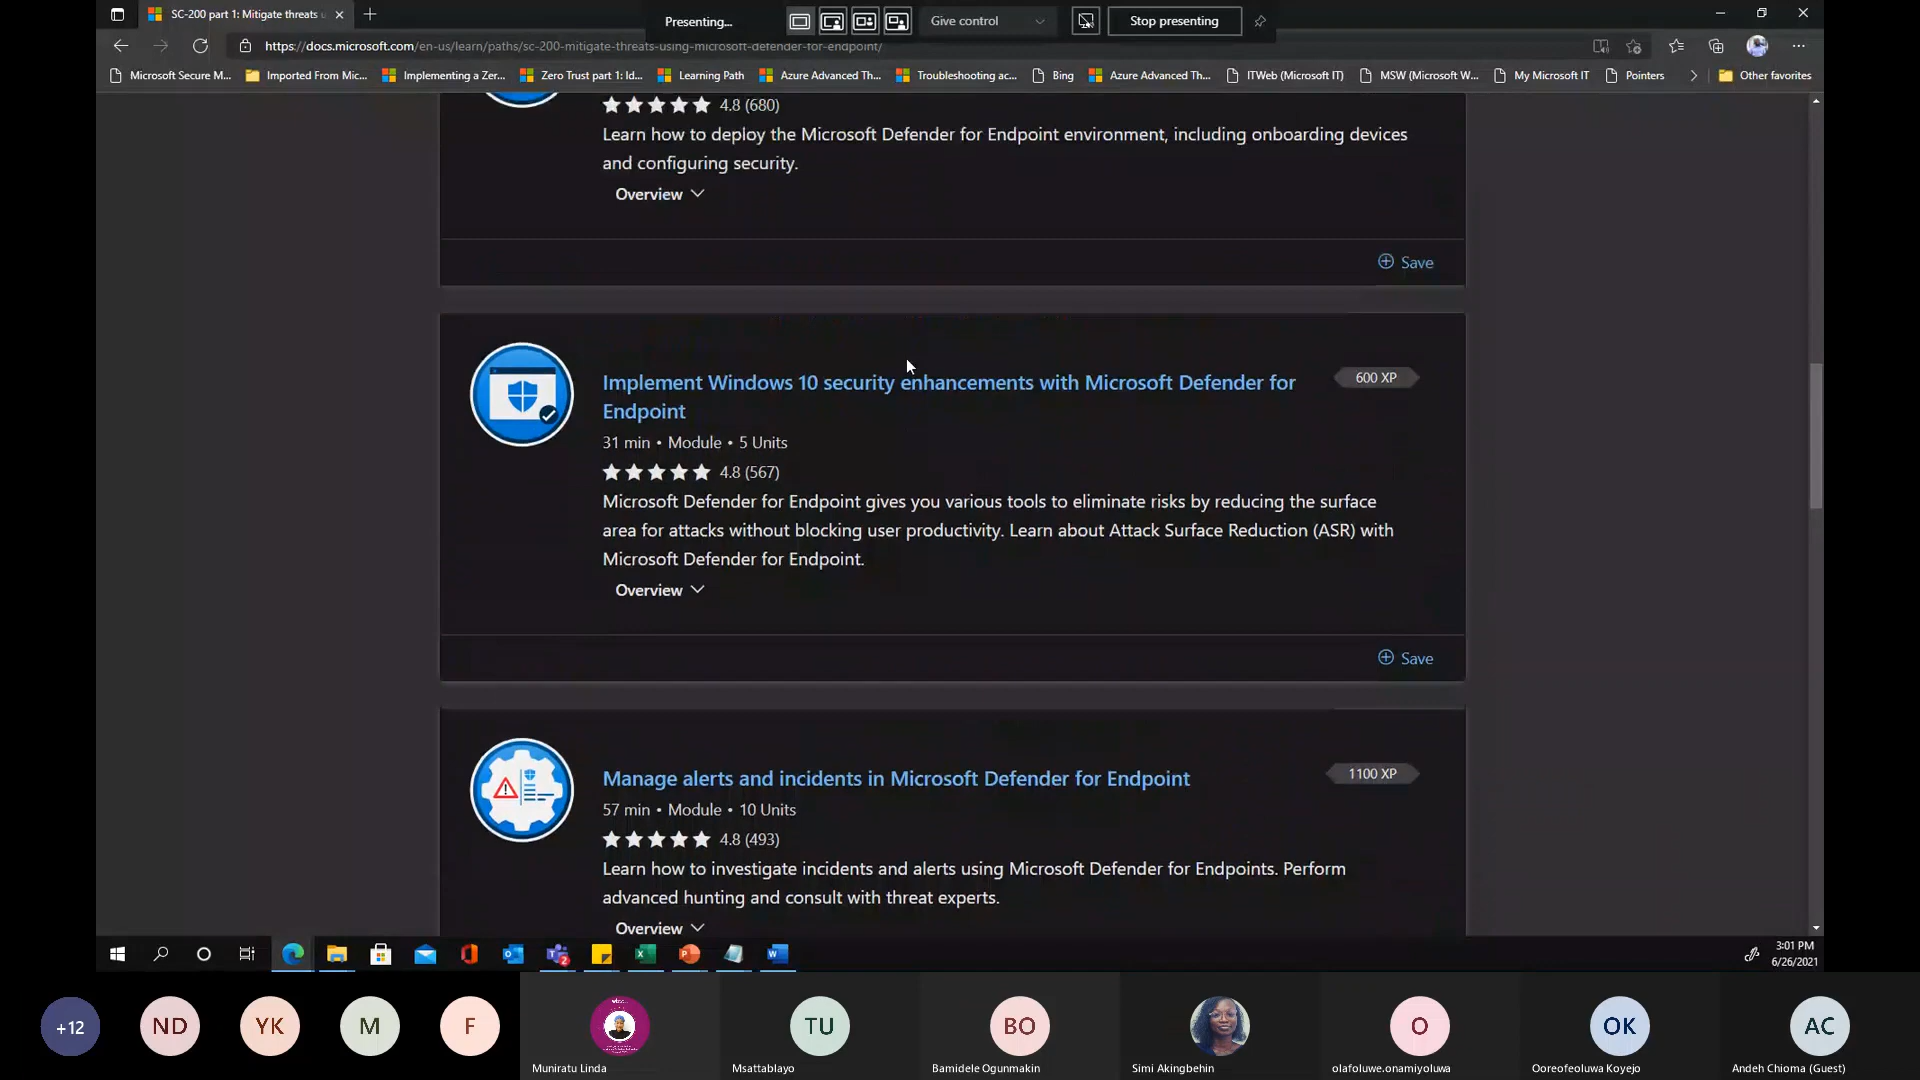 SC-200 part 1: Mitigate threats u
Presenting...
Give control
Stop presenting
https://docs.microsoft.com/en-us/learn/paths/sc-200-mitigate-threats-using-microsoft-defender-for-endpoint/
Microsoft Secure M...
Imported From Mic...
Implementing a Zer...
Zero Trust part 1: Id...
Learning Path
Azure Advanced Th...
Troubleshooting ac...
Bing
Azure Advanced Th...
ITWeb (Microsoft IT)
MSW (Microsoft W...
My Microsoft IT
Pointers
Other favorites
4.8 (680)
Learn how to deploy the Microsoft Defender for Endpoint environment, including onboarding devices
and configuring security.
Overview
Save
Implement Windows 10 security enhancements with Microsoft Defender for
Endpoint
600 XP
31 min • Module • 5 Units
4.8 (567)
Microsoft Defender for Endpoint gives you various tools to eliminate risks by reducing the surface
area for attacks without blocking user productivity. Learn about Attack Surface Reduction (ASR) with
Microsoft Defender for Endpoint.
Overview
Save
Manage alerts and incidents in Microsoft Defender for Endpoint
1100 XP
57 min • Module • 10 Units
4.8 (493)
Learn how to investigate incidents and alerts using Microsoft Defender for Endpoints. Perform
advanced hunting and consult with threat experts.
Overview
3:01 PM
6/26/2021
+12
ND
YK
M
F
TU
BO
O
OK
AC
Muniratu Linda
Msattablayo
Bamidele Ogunmakin
Simi Akingbehin
olafoluwe.onamiyoluwa
Ooreofeoluwa Koyejo
Andeh Chioma (Guest)